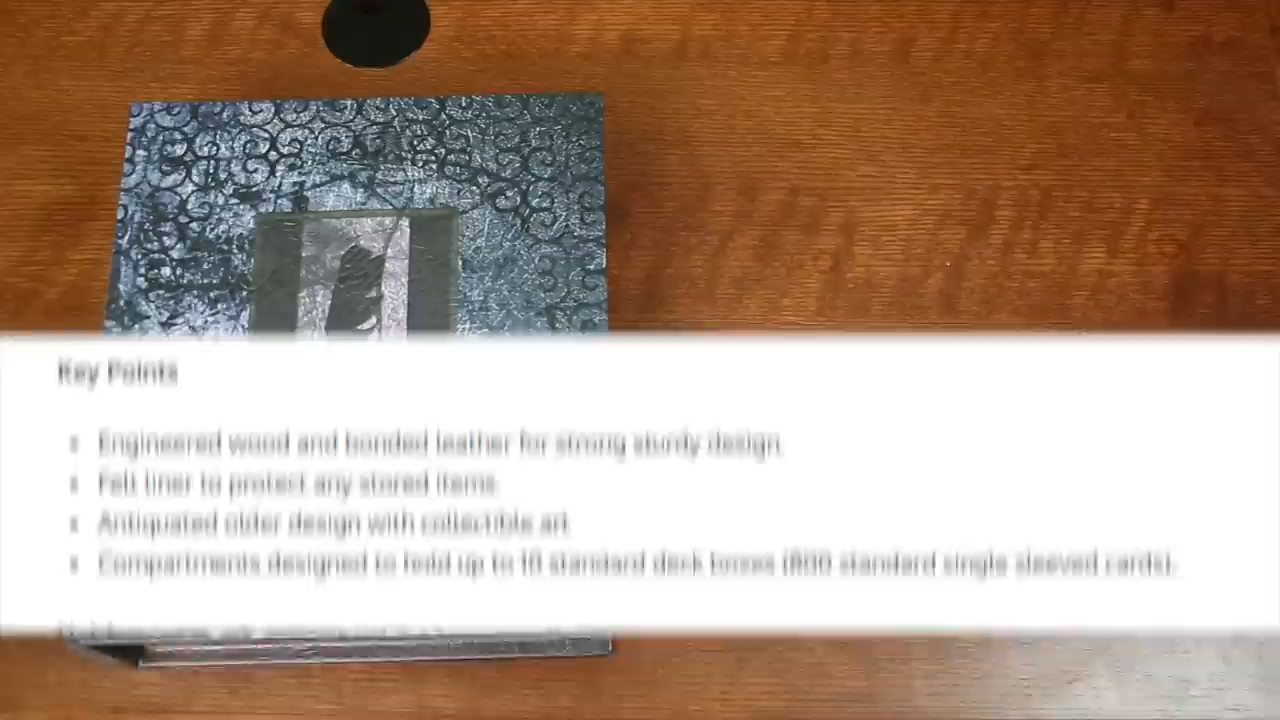 Key Points
Engineered wood and bonded leather for strong sturdy design.
Felt liner to protect any stored items.
Antiquated older design with collectible art.
Compartments designed to hold up to 10 standard deck boxes (800 standard single sleeved cards).